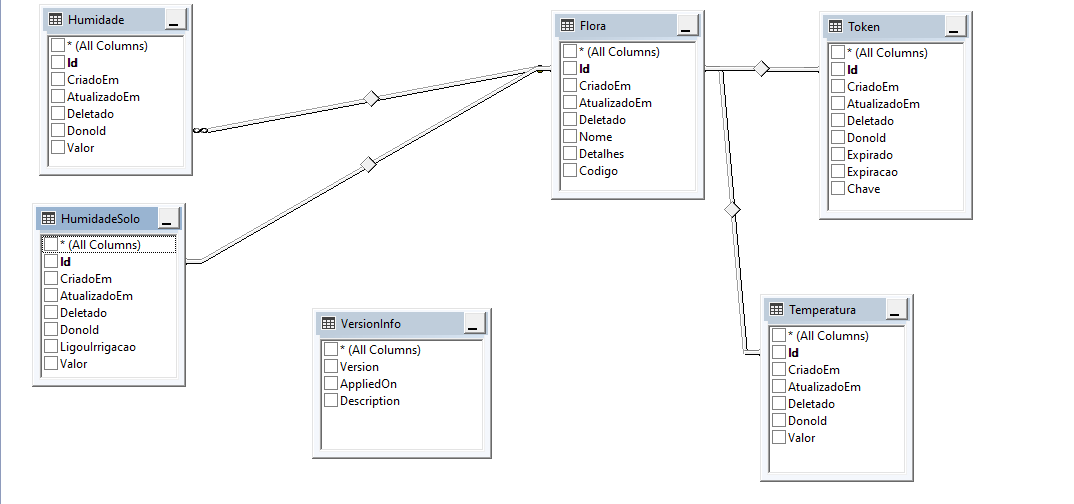 Humidade
* (All Columns)
Id
CriadoEm
AtualizadoEm
Deletado
DonoId
Valor
Flora
* (All Columns)
Id
CriadoEm
AtualizadoEm
Deletado
Nome
Detalhes
Codigo
Token
* (All Columns)
Id
CriadoEm
AtualizadoEm
Deletado
DonoId
Expirado
Expiracao
Chave
HumidadeSolo
* (All Columns)
Id
CriadoEm
AtualizadoEm
Deletado
DonoId
LigouIrrigacao
Valor
VersionInfo
* (All Columns)
Version
AppliedOn
Description
Temperatura
* (All Columns)
Id
CriadoEm
AtualizadoEm
Deletado
DonoId
Valor